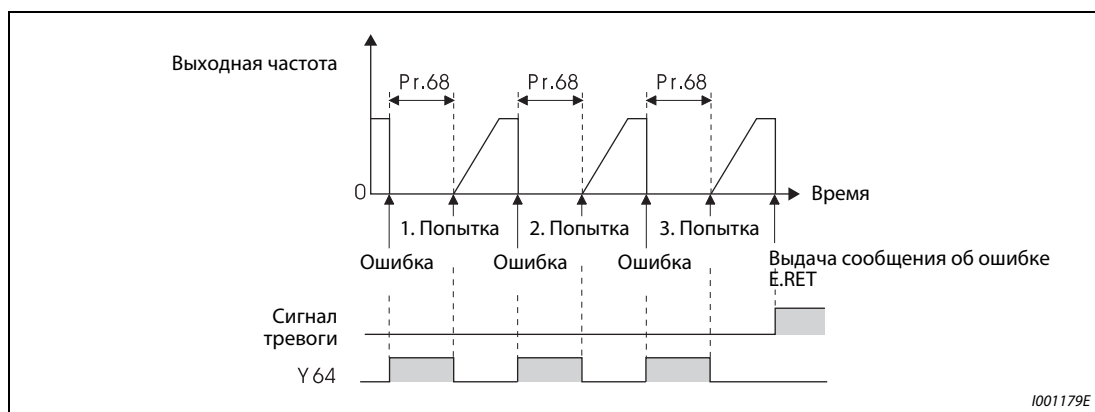 Выходная частота
Pr.68 Pr.68 Pr.68
0
Время
1. Попытка 2. Попытка 3. Попытка
Ошибка Ошибка Ошибка
Выдача сообщения об ошибке
E.RET
Сигнал
тревоги
Y 64
I001179E